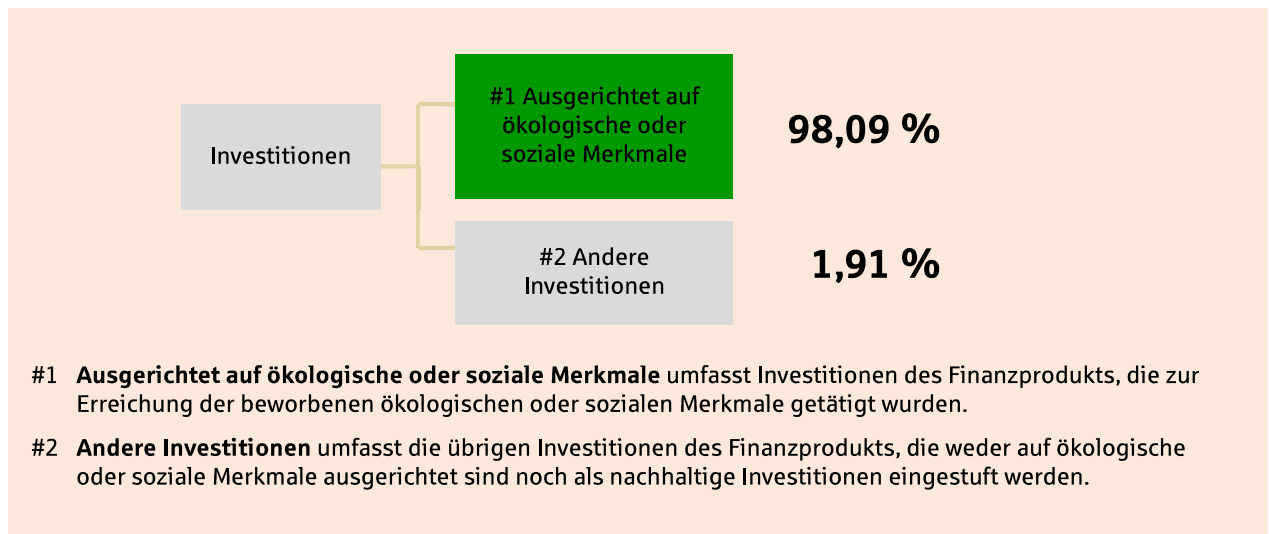 Investitionen
#1 Ausgerichtet auf
ökologische oder
soziale Merkmale
98,09 %
#2 Andere
Investitionen
1,91 %
#1 Ausgerichtet auf ökologische oder soziale Merkmale umfasst Investitionen des Finanzprodukts, die zur
Erreichung der beworbenen ökologischen oder sozialen Merkmale getätigt wurden.
#2 Andere Investitionen umfasst die übrigen Investitionen des Finanzprodukts, die weder auf ökologische
oder soziale Merkmale ausgerichtet sind noch als nachhaltige Investitionen eingestuft werden.